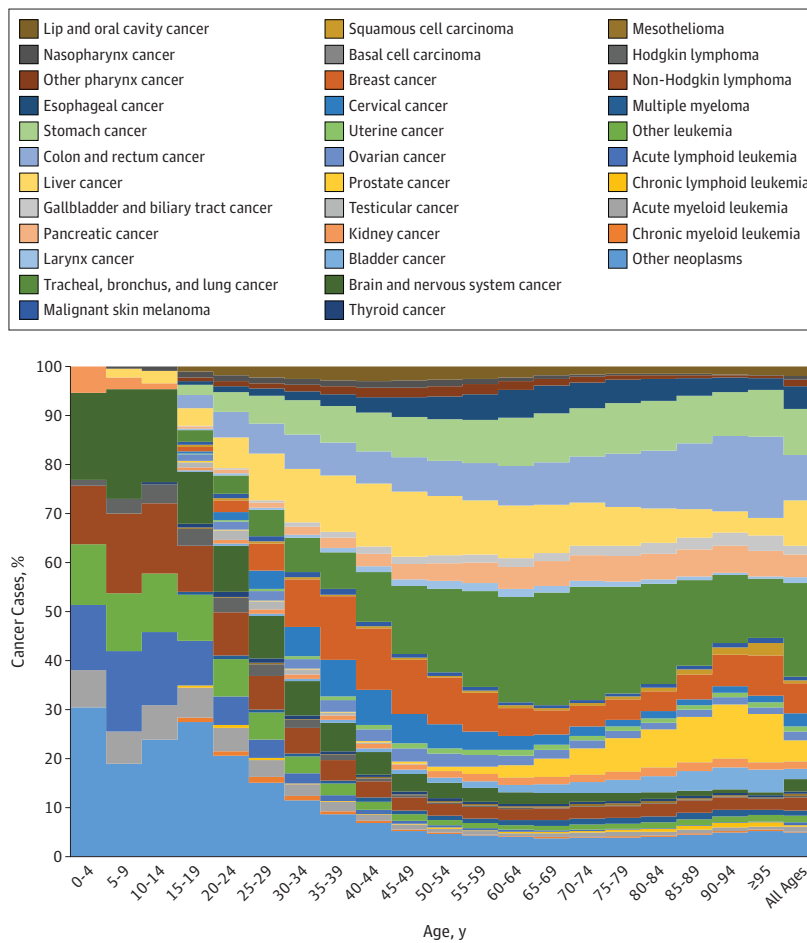 Lip and oral cavity cancer
Nasopharynx cancer
Other pharynx cancer
Esophageal cancer
Stomach cancer
Colon and rectum cancer
Liver cancer
Gallbladder and biliary tract cancer
Pancreatic cancer
Larynx cancer
Tracheal, bronchus, and lung cancer
Malignant skin melanoma
Squamous cell carcinoma
Basal cell carcinoma
Breast cancer
Cervical cancer
Uterine cancer
Ovarian cancer
Prostate cancer
Testicular cancer
Kidney cancer
Bladder cancer
Brain and nervous system cancer
Thyroid cancer
Mesothelioma
Hodgkin lymphoma
Non-Hodgkin lymphoma
Multiple myeloma
Other leukemia
Acute lymphoid leukemia
Chronic lymphoid leukemia
Acute myeloid leukemia
Chronic myeloid leukemia
Other neoplasms
Cancer Cases, %
100
90
80
70
60
50
40
30
20
10
0
0-4
5-9
10-14
15-19
20-24
25-29
30-34
35-39
40-44
45-49
50-54
55-59
60-64
65-69
70-74
75-79
80-84
85-89
90-94
≥95
All Ages
Age, y